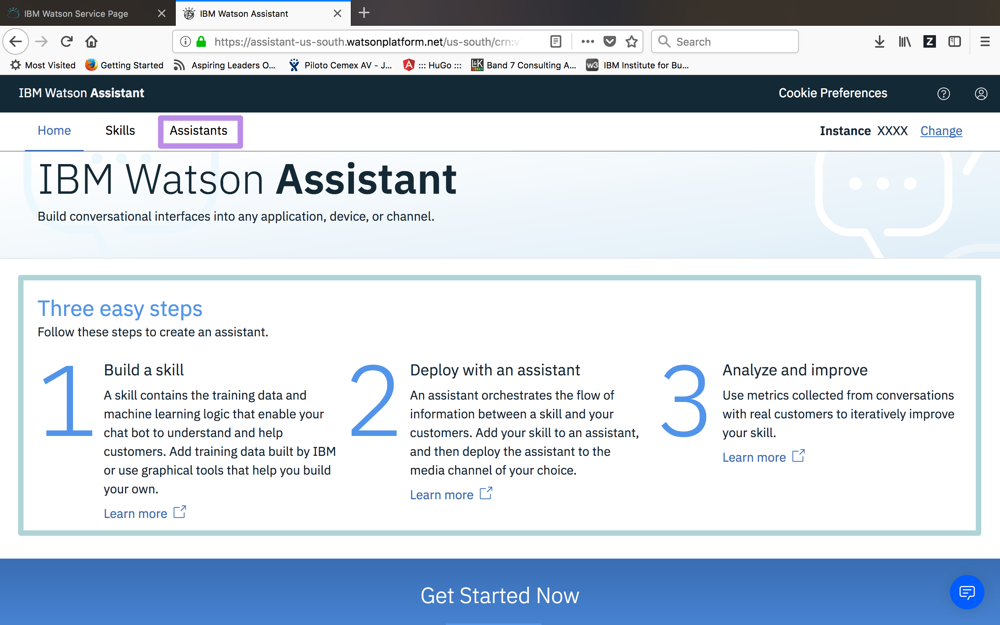 IBM Watson Service Page
IBM Watson Assistant
https://assistant-us-south.watsonplatform.net/us-south/crn:v
Search
Most Visited
Getting Started
Aspiring Leaders O...
Piloto Cemex AV - J...
::: HuGo :::
L&K
Band 7 Consulting A...
w3
IBM Institute for Bu...
IBM Watson Assistant
Cookie Preferences
Home
Skills
Assistants
Instance XXXX Change
IBM Watson Assistant
Build conversational interfaces into any application, device, or channel.
Three easy steps
Follow these steps to create an assistant.
1
Build a skill
A skill contains the training data and
machine learning logic that enable your
chat bot to understand and help
customers. Add training data built by IBM
or use graphical tools that help you build
your own.
Learn more
2
Deploy with an assistant
An assistant orchestrates the flow of
information between a skill and your
customers. Add your skill to an assistant,
and then deploy the assistant to the
media channel of your choice.
Learn more
3
Analyze and improve
Use metrics collected from conversations
with real customers to iteratively improve
your skill.
Learn more
Get Started Now